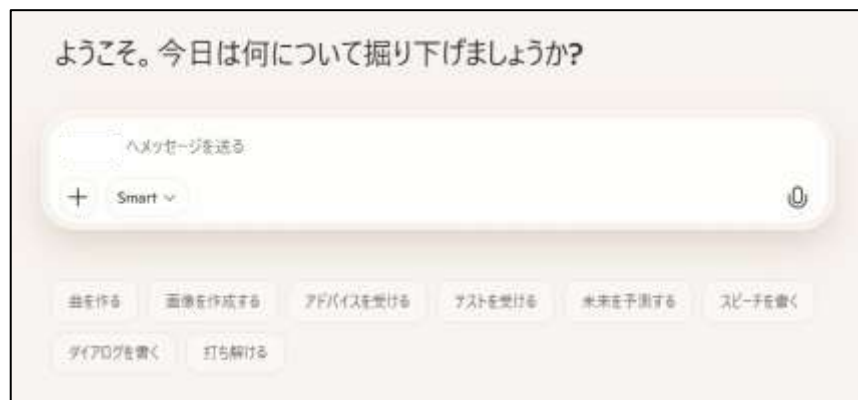 ようこそ。今日は何について掘り下げましょうか?
へメッセージを送る
Smart
曲を作る 画像を作成する アドバイスを受ける テストを受ける 未来を予測する スピーチを書く
ダイアログを書く 打ち解ける